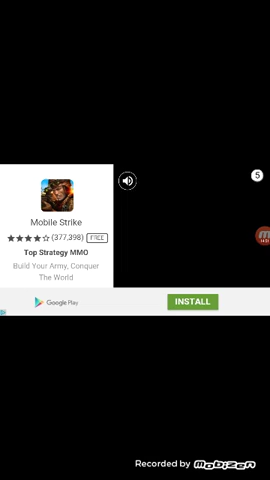 5
Mobile Strike
(377,398) FREE
Top Strategy MMO
Build Your Army, Conquer
The World
Google Play
INSTALL
Recorded by MOBIZEN